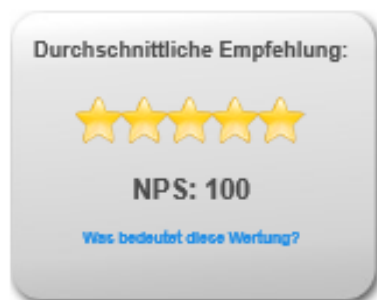 Durchschnittliche Empfehlung:
NPS: 100
Was bedeutet diese Wertung?